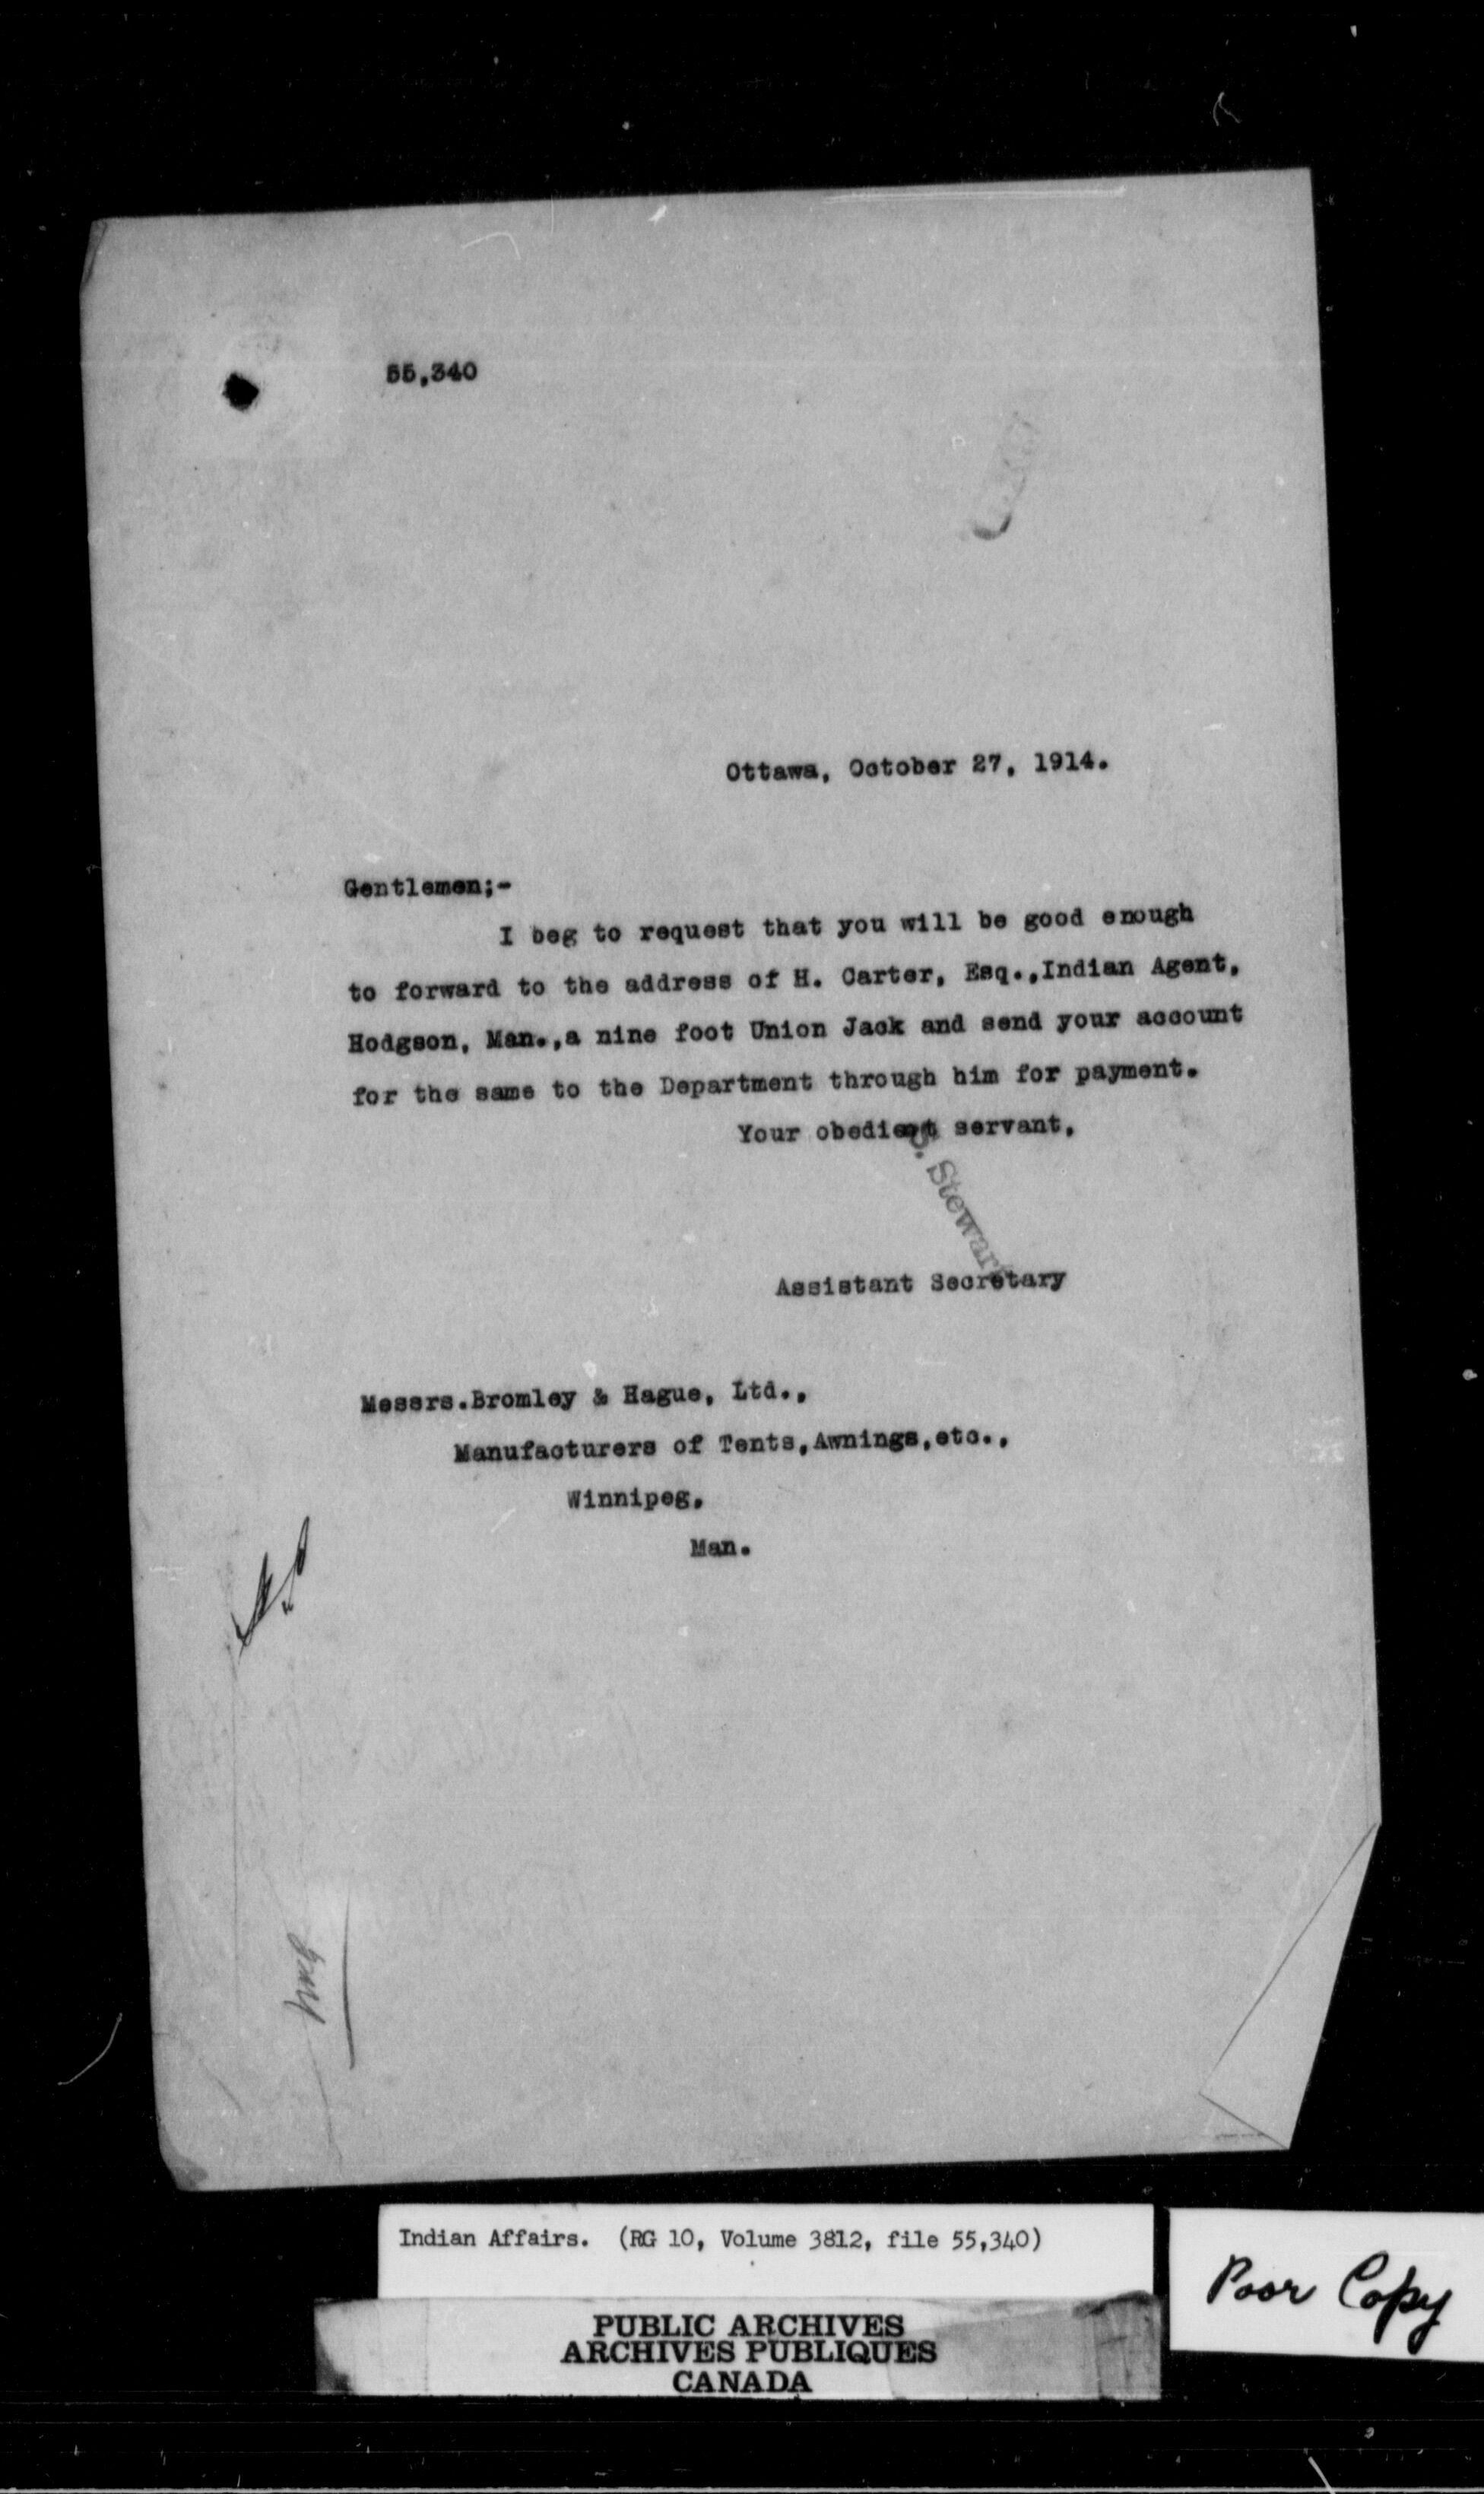 55,340
Ottawa, October 27, 1914.
Gentlemen;-
I beg to request that you will be good enough
to forward to the address of H. Carter, Esq.,Indian Agent,
Hodgson, Man.,a nine foot Union Jack and send your account
for the same to the Department through him for payment.
Your obedient servant,
Stewart
Assistant Secretary
Messrs.Bromley & Hague, Ltd.,
Manufacturers of Tents,Awnings,etc.,
Winnipeg,
Man.
Indian Affairs. (RG 10, Volume 3812, file 55,340)
PUBLIC ARCHIVES
ARCHIVES PUBLIQUES
CANADA
Poor Copy